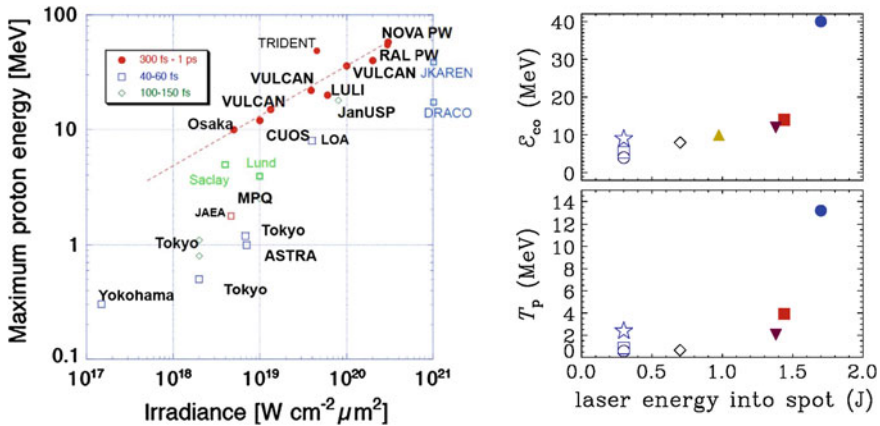 Maximum proton energy [MeV]
100
10
1
0.1
300 fs - 1 ps
40-60 fs
100-150 fs
NOVA PW
TRIDENT
RAL PW
VULCAN
JKAREN
VULCAN
LULI
VULCAN
JanUSP
DRACO
Osaka
CUOS
LOA
Lund
Saclay
MPQ
JAEA
Tokyo
Tokyo
ASTRA
Tokyo
Yokohama
10^17 10^18 10^19 10^20 10^21
Irradiance [W cm^-2 μm^2]
ℰ_co (MeV)
40
30
20
10
0
T_p (MeV)
14
12
10
8
6
4
2
0
0.0 0.5 1.0 1.5 2.0
laser energy into spot (J)